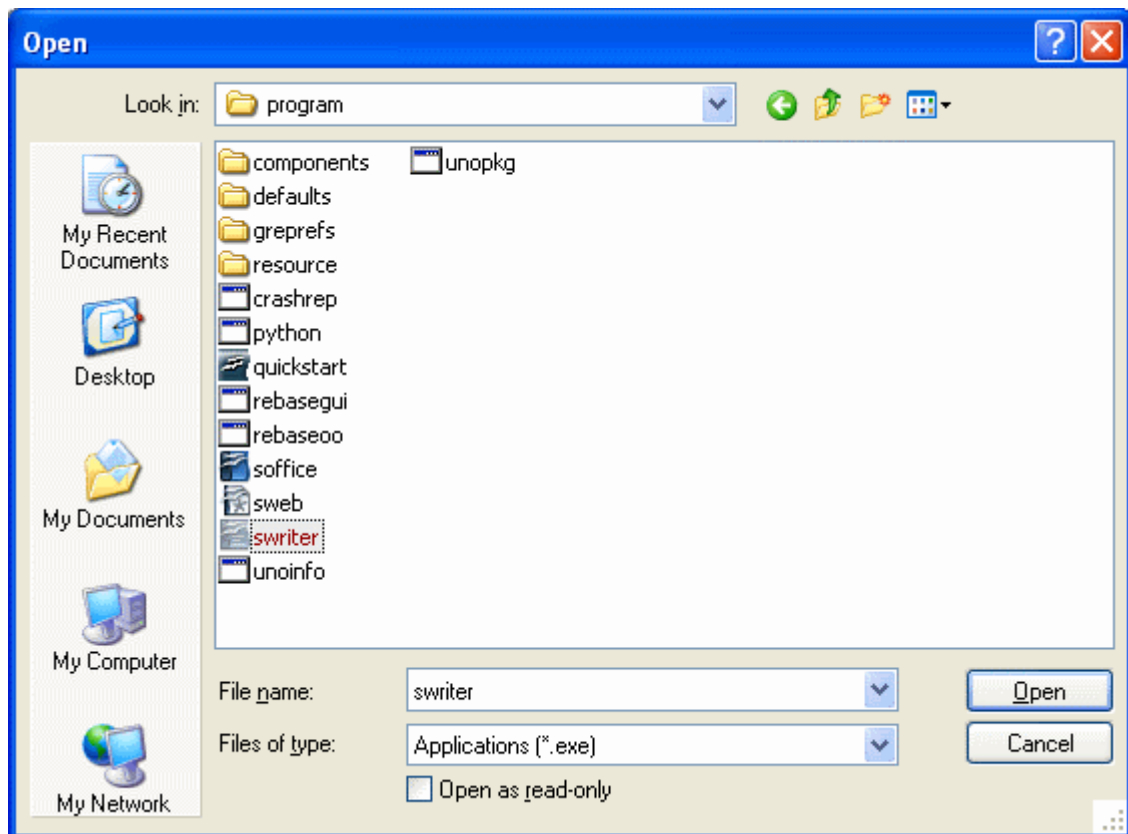 Open
Look in:
program
My Recent
Documents
Desktop
My Documents
My Computer
My Network
components
defaults
greprefs
resource
crashrep
python
quickstart
rebasegui
rebaseoo
soffice
sweb
swriter
unoinfo
unopkg
File name:
swriter
Open
Files of type:
Applications (*.exe)
Cancel
Open as read-only